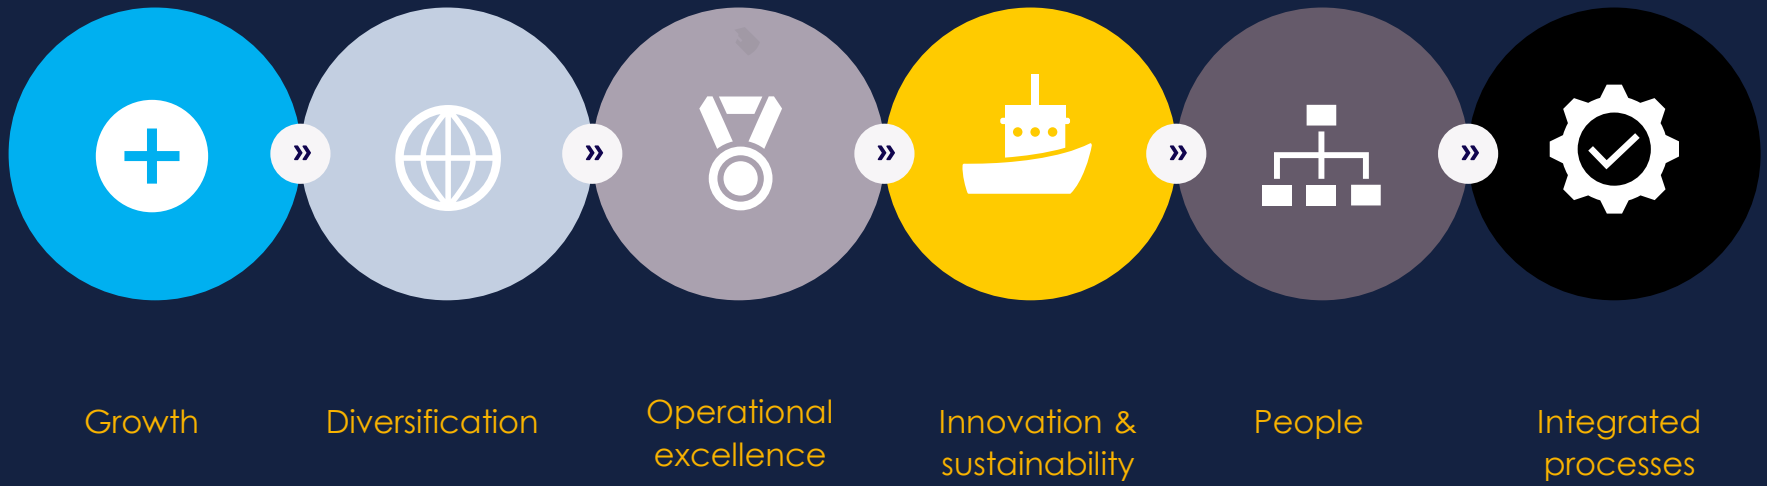 » » » » »
Growth
Diversification
Operational
excellence
Innovation &
sustainability
People
Integrated
processes